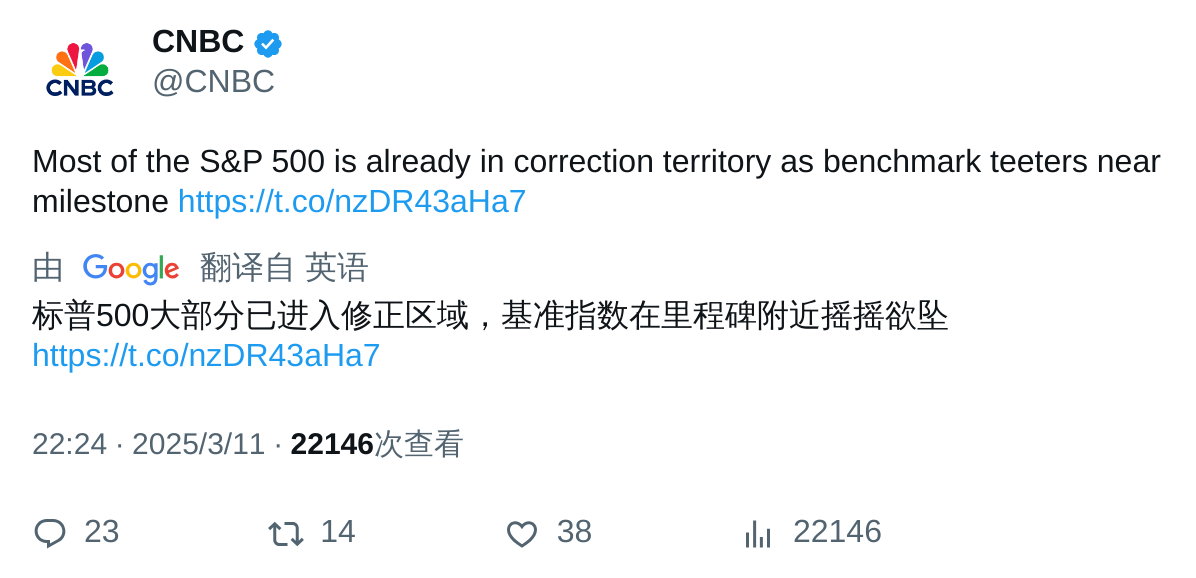 CNBC
CNBC
@CNBC
Most of the S&P 500 is already in correction territory as benchmark teeters near
milestone https://t.co/nzDR43aHa7
由 Google 翻译自 英语
标普500大部分已进入修正区域，基准指数在里程碑附近摇摇欲坠
https://t.co/nzDR43aHa7
22:24 · 2025/3/11 · 22146次查看
23 14 38 22146